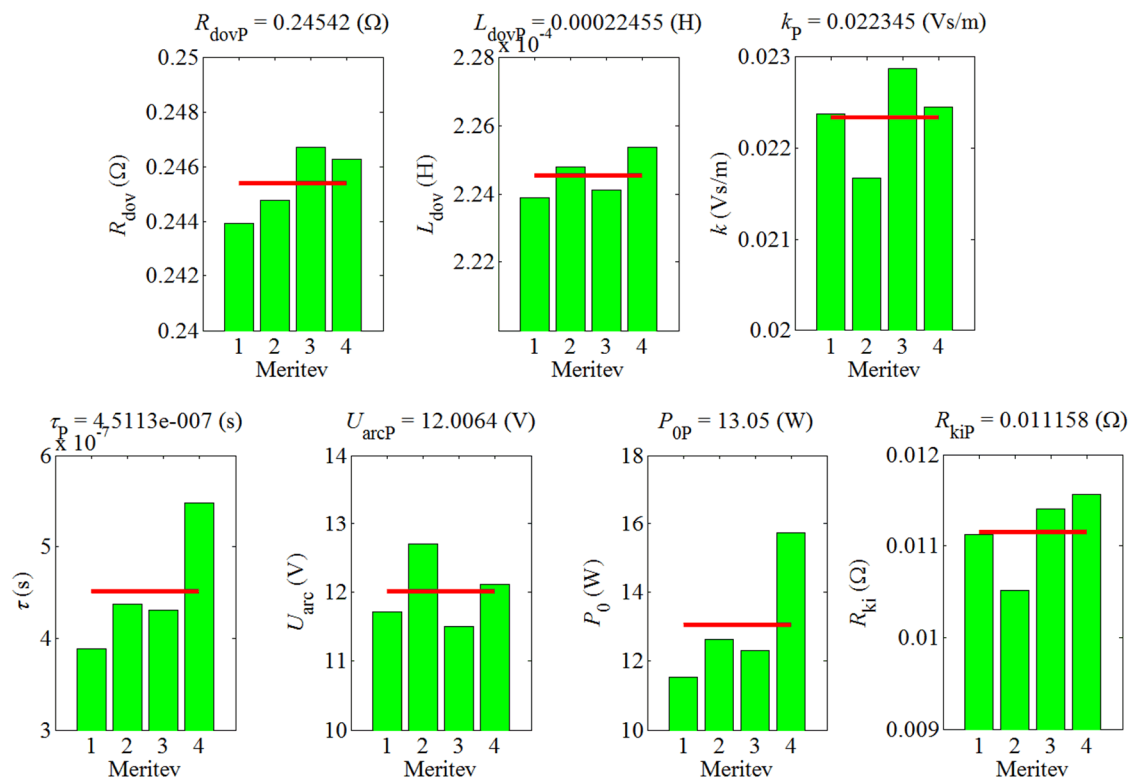 R_dovP = 0.24542 (Ω)
0.25
0.248
0.246
0.244
0.242
0.24
R_dov (Ω)
1 2 3 4
Meritev
L_dovP = 0.00022455 (H)
x 10^-4
2.28
2.26
2.24
2.22
L_dov (H)
1 2 3 4
Meritev
k_P = 0.022345 (Vs/m)
0.023
0.022
0.021
0.02
k (Vs/m)
1 2 3 4
Meritev
τ_P = 4.5113e-007 (s)
x 10^-7
6
5
4
3
τ (s)
1 2 3 4
Meritev
U_arcP = 12.0064 (V)
14
13
12
11
10
U_arc (V)
1 2 3 4
Meritev
P_0P = 13.05 (W)
18
16
14
12
10
P_0 (W)
1 2 3 4
Meritev
R_kiP = 0.011158 (Ω)
0.012
0.011
0.01
0.009
R_ki (Ω)
1 2 3 4
Meritev